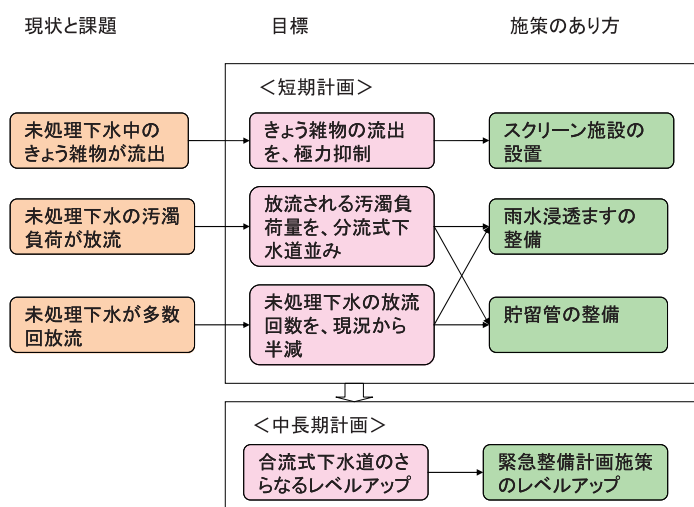 現状と課題
目標
施策のあり方
＜短期計画＞
未処理下水中の
きょう雑物が流出
きょう雑物の流出
を、極力抑制
スクリーン施設の
設置
未処理下水の汚濁
負荷が放流
放流される汚濁負
荷量を、分流式下
水道並み
雨水浸透ますの
整備
未処理下水が多数
回放流
未処理下水の放流
回数を、現況から
半減
貯留管の整備
＜中長期計画＞
合流式下水道のさ
らなるレベルアップ
緊急整備計画施策
のレベルアップ